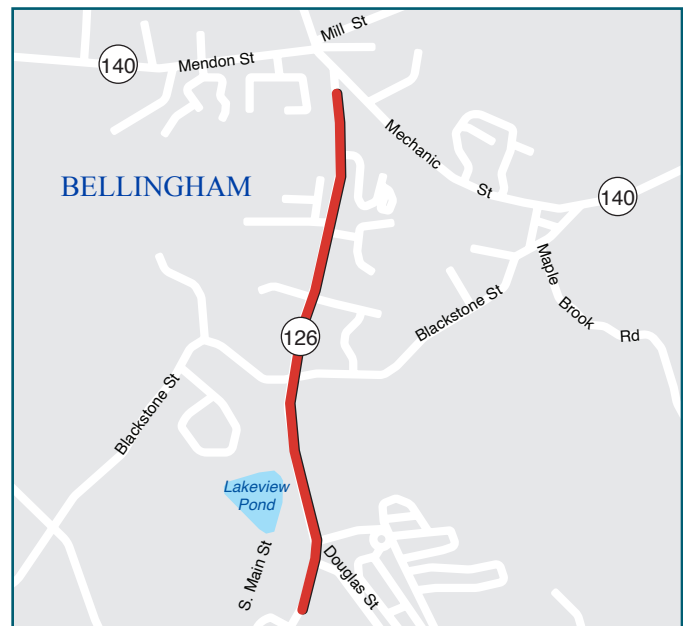 Mill St
140
Mendon St
Mechanic
St
BELLINGHAM
140
Maple
Brook
Rd
Blackstone St
126
Blackstone St
Lakeview
Pond
S. Main St
Douglas St